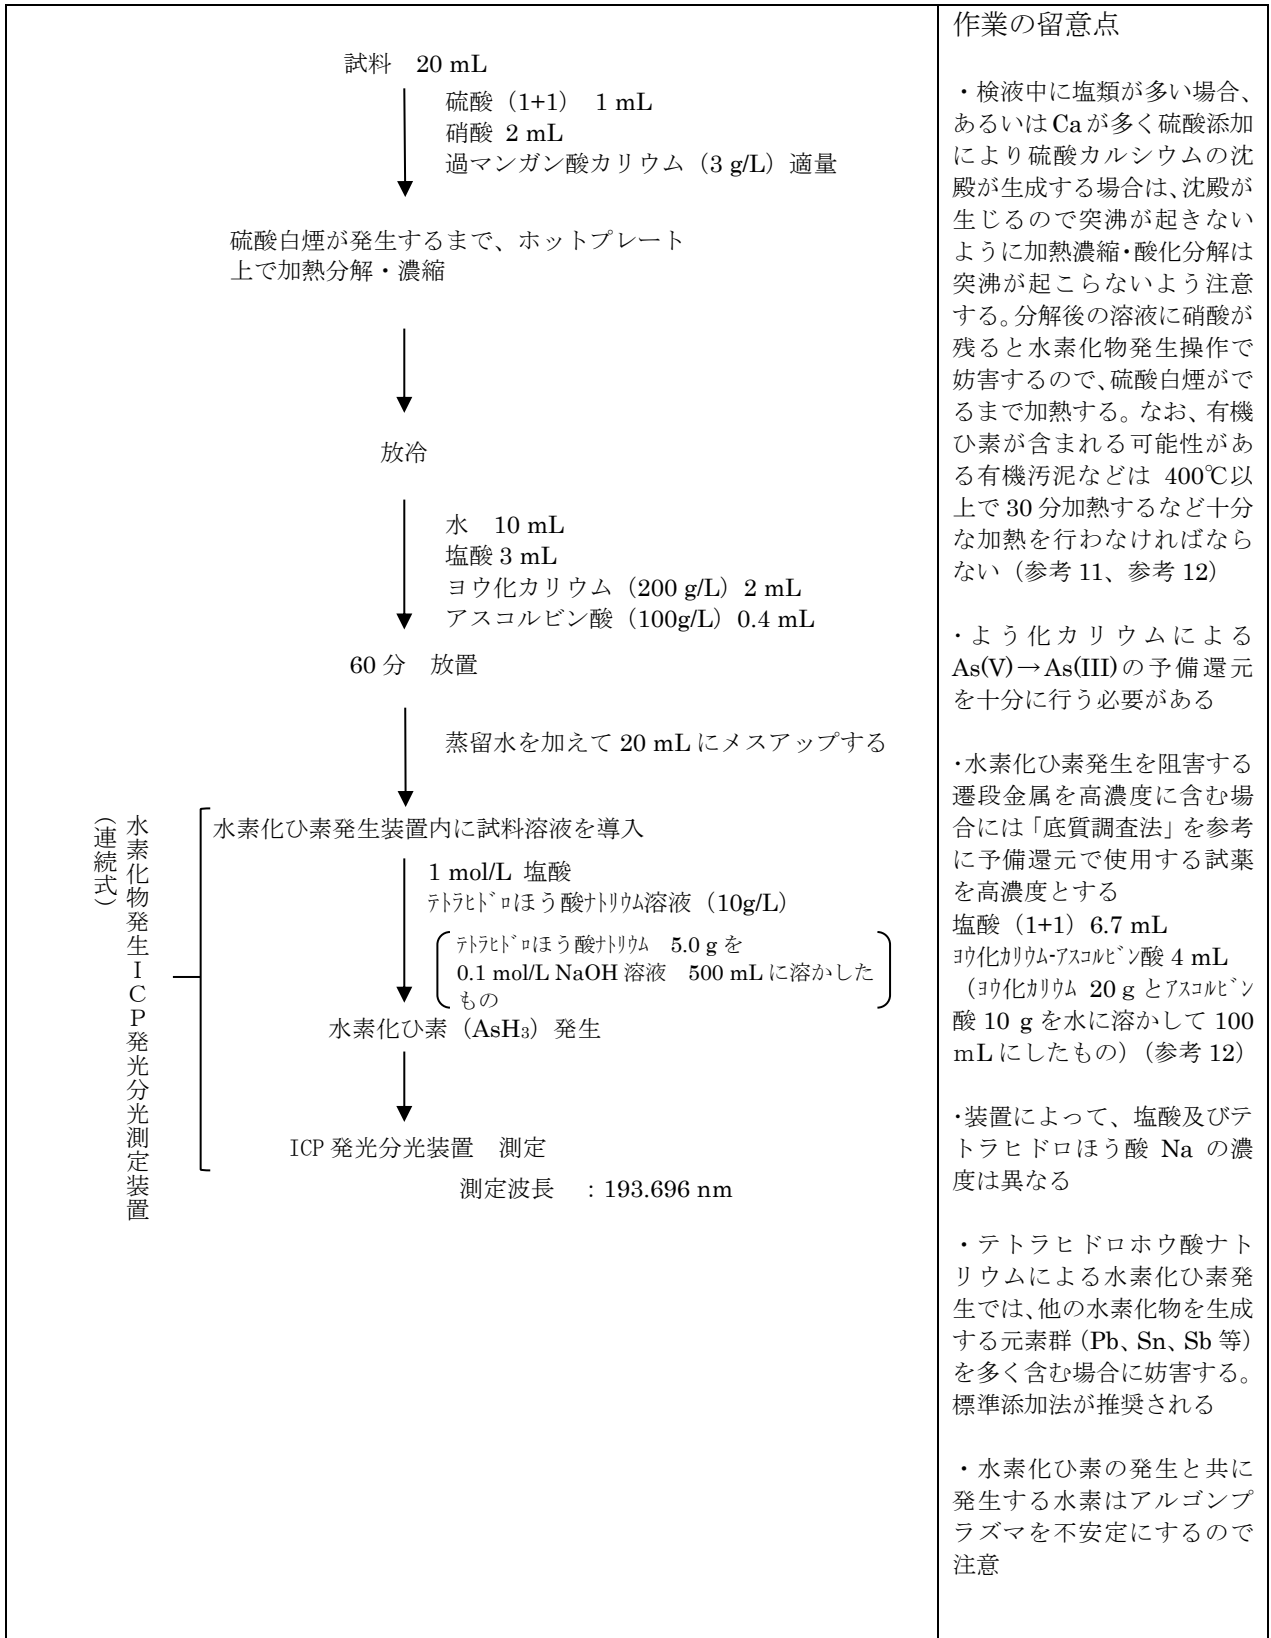 試料 20 mL
硫酸（1+1） 1 mL
硝酸 2 mL
過マンガン酸カリウム（3 g/L）適量
硫酸白煙が発生するまで、ホットプレート
上で加熱分解・濃縮
放冷
水 10 mL
塩酸 3 mL
ヨウ化カリウム（200 g/L）2 mL
アスコルビン酸（100g/L）0.4 mL
60 分 放置
蒸留水を加えて 20 mL にメスアップする
水素化物発生ＩＣＰ発光分光測定装置
（連続式）
水素化ひ素発生装置内に試料溶液を導入
1 mol/L 塩酸
ﾃﾄﾗﾋﾄﾞﾛほう酸ﾅﾄﾘｳﾑ溶液（10g/L）
ﾃﾄﾗﾋﾄﾞﾛほう酸ﾅﾄﾘｳﾑ 5.0 g を
0.1 mol/L NaOH 溶液 500 mL に溶かした
もの
水素化ひ素（AsH₃）発生
ICP 発光分光装置 測定
測定波長 : 193.696 nm
作業の留意点
・検液中に塩類が多い場合、
あるいは Ca が多く硫酸添加
により硫酸カルシウムの沈
殿が生成する場合は、沈殿が
生じるので突沸が起きない
ように加熱濃縮・酸化分解は
突沸が起こらないよう注意
する。分解後の溶液に硝酸が
残ると水素化物発生操作で
妨害するので、硫酸白煙がで
るまで加熱する。なお、有機
ひ素が含まれる可能性があ
る有機汚泥などは 400℃以
上で 30 分加熱するなど十分
な加熱を行わなければなら
ない（参考 11、参考 12）
・よう化カリウムによる
As(V)→As(III)の予備還元
を十分に行う必要がある
・水素化ひ素発生を阻害する
遷段金属を高濃度に含む場
合には「底質調査法」を参考
に予備還元で使用する試薬
を高濃度とする
塩酸（1+1）6.7 mL
ﾖｳ化ｶﾘｳﾑ-ｱｽｺﾙﾋﾞﾝ酸 4 mL
（ﾖｳ化ｶﾘｳﾑ 20 g とｱｽｺﾙﾋﾞﾝ
酸 10 g を水に溶かして 100
mL にしたもの）（参考 12）
・装置によって、塩酸及びテ
トラヒドロほう酸 Na の濃
度は異なる
・テトラヒドロホウ酸ナト
リウムによる水素化ひ素発
生では、他の水素化物を生成
する元素群（Pb、Sn、Sb 等）
を多く含む場合に妨害する。
標準添加法が推奨される
・水素化ひ素の発生と共に
発生する水素はアルゴンプ
ラズマを不安定にするので
注意